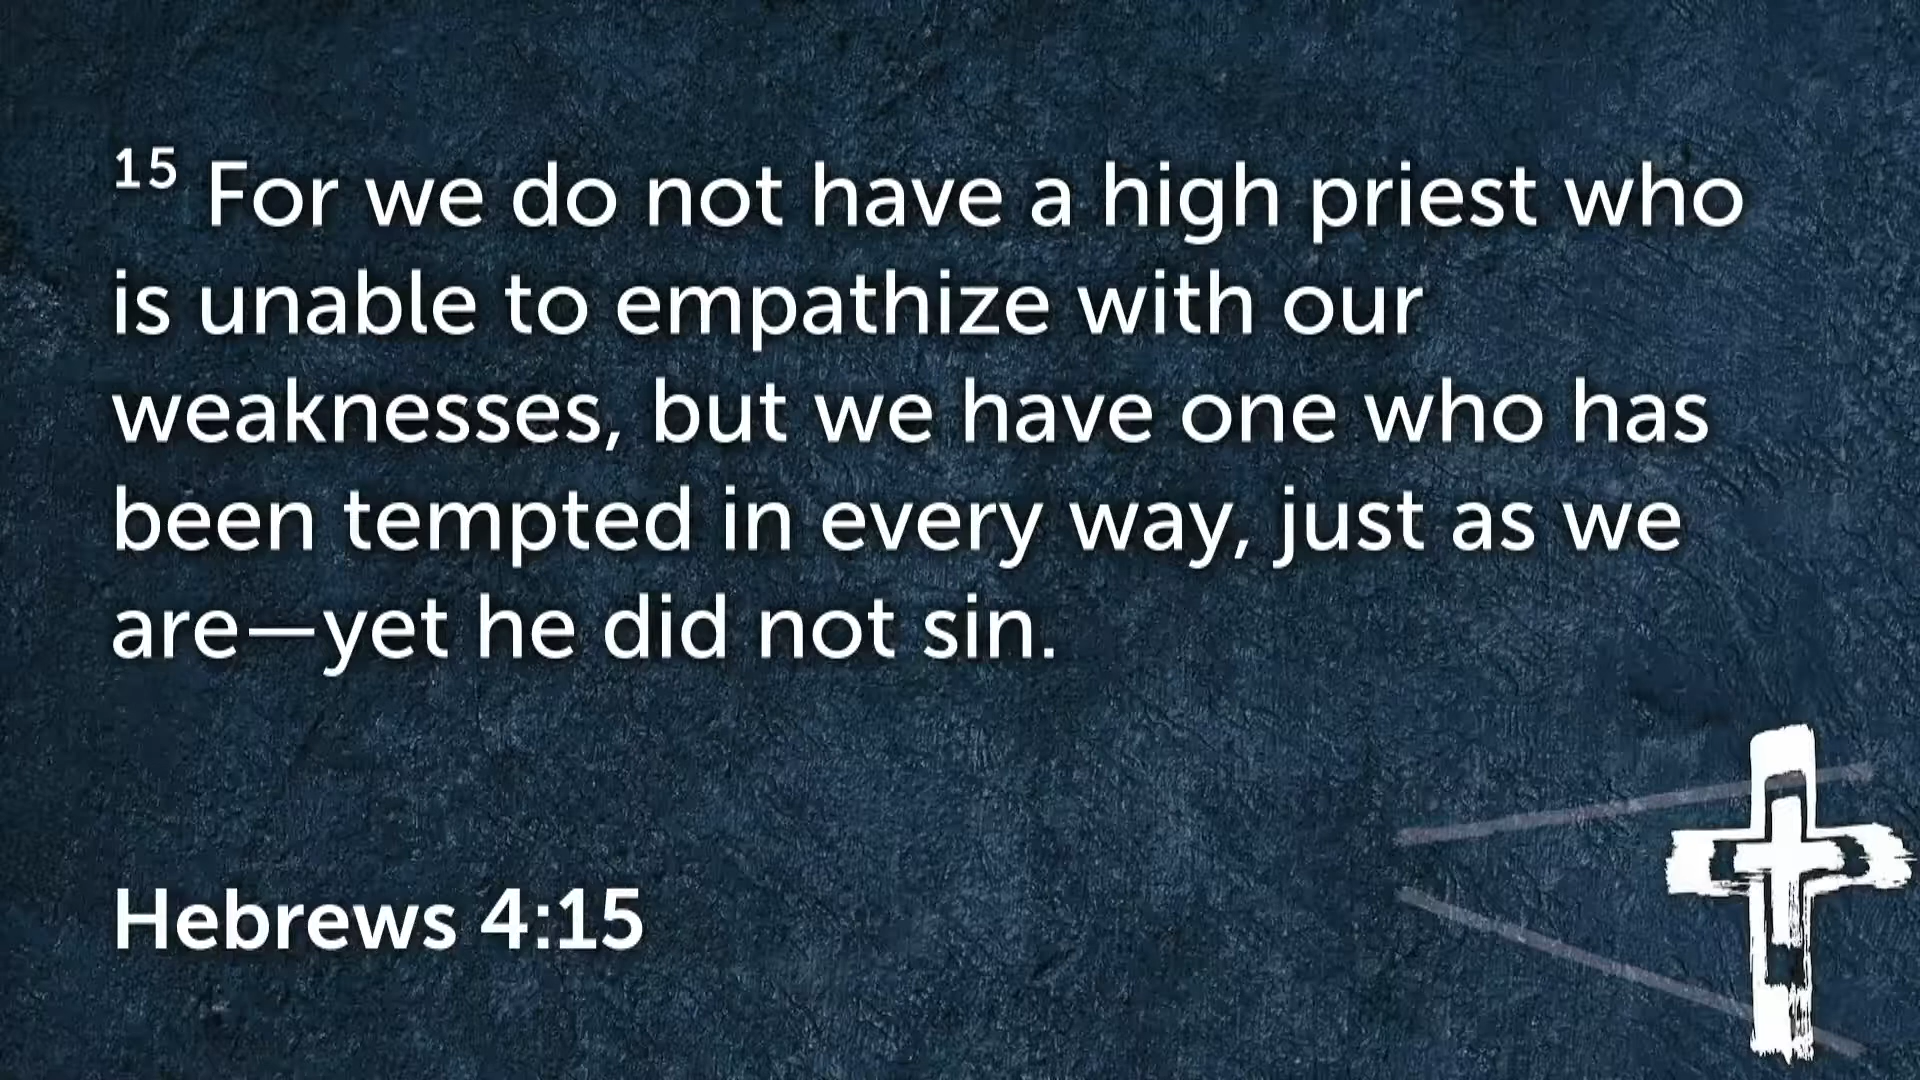 15 For we do not have a high priest who
is unable to empathize with our
weaknesses, but we have one who has
been tempted in every way, just as we
are—yet he did not sin.
Hebrews 4:15